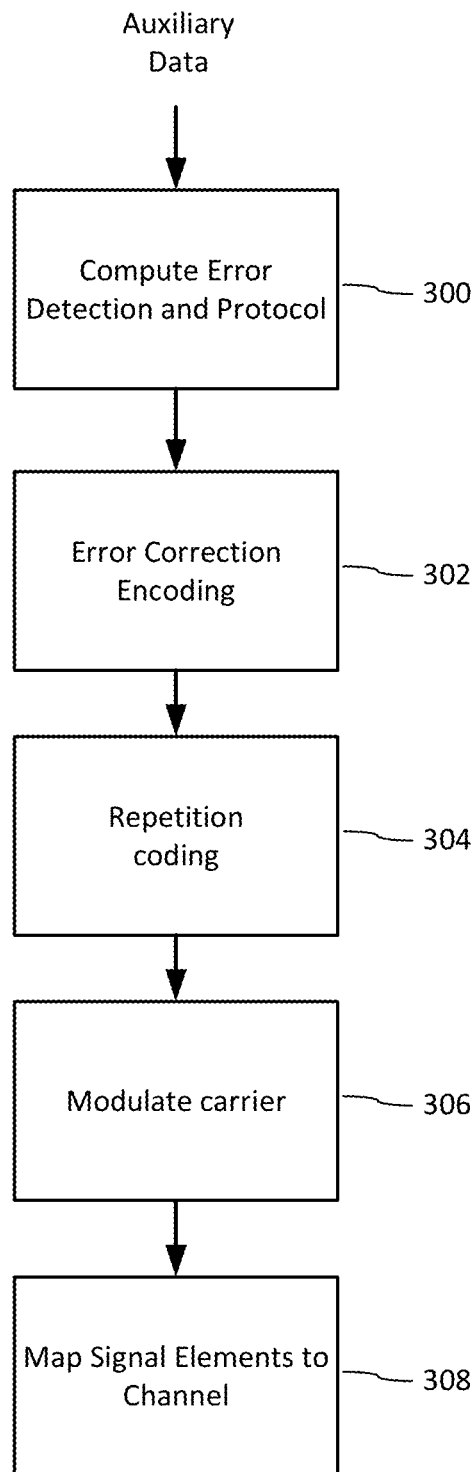 Auxiliary
Data
Compute Error
Detection and Protocol
300
Error Correction
Encoding
302
Repetition
coding
304
Modulate carrier
306
Map Signal Elements to
Channel
308